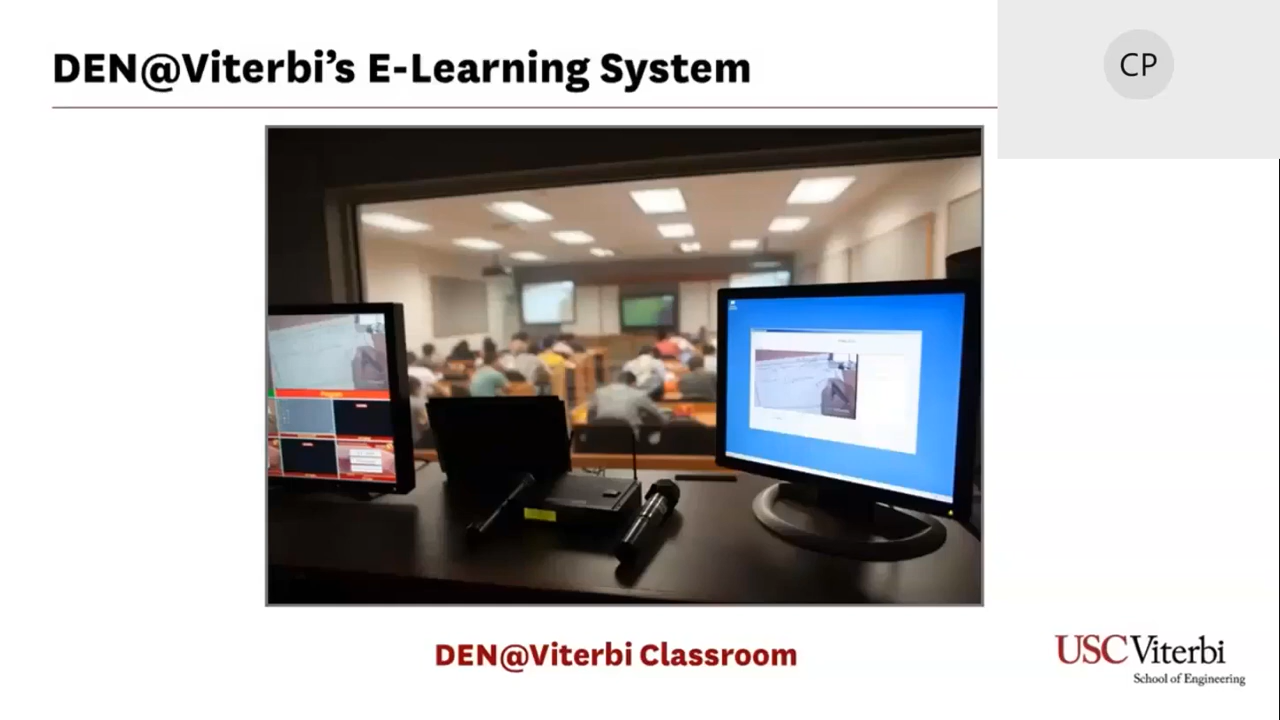 DEN@Viterbi’s E-Learning System
CP
DEN@Viterbi Classroom
USC Viterbi
School of Engineering